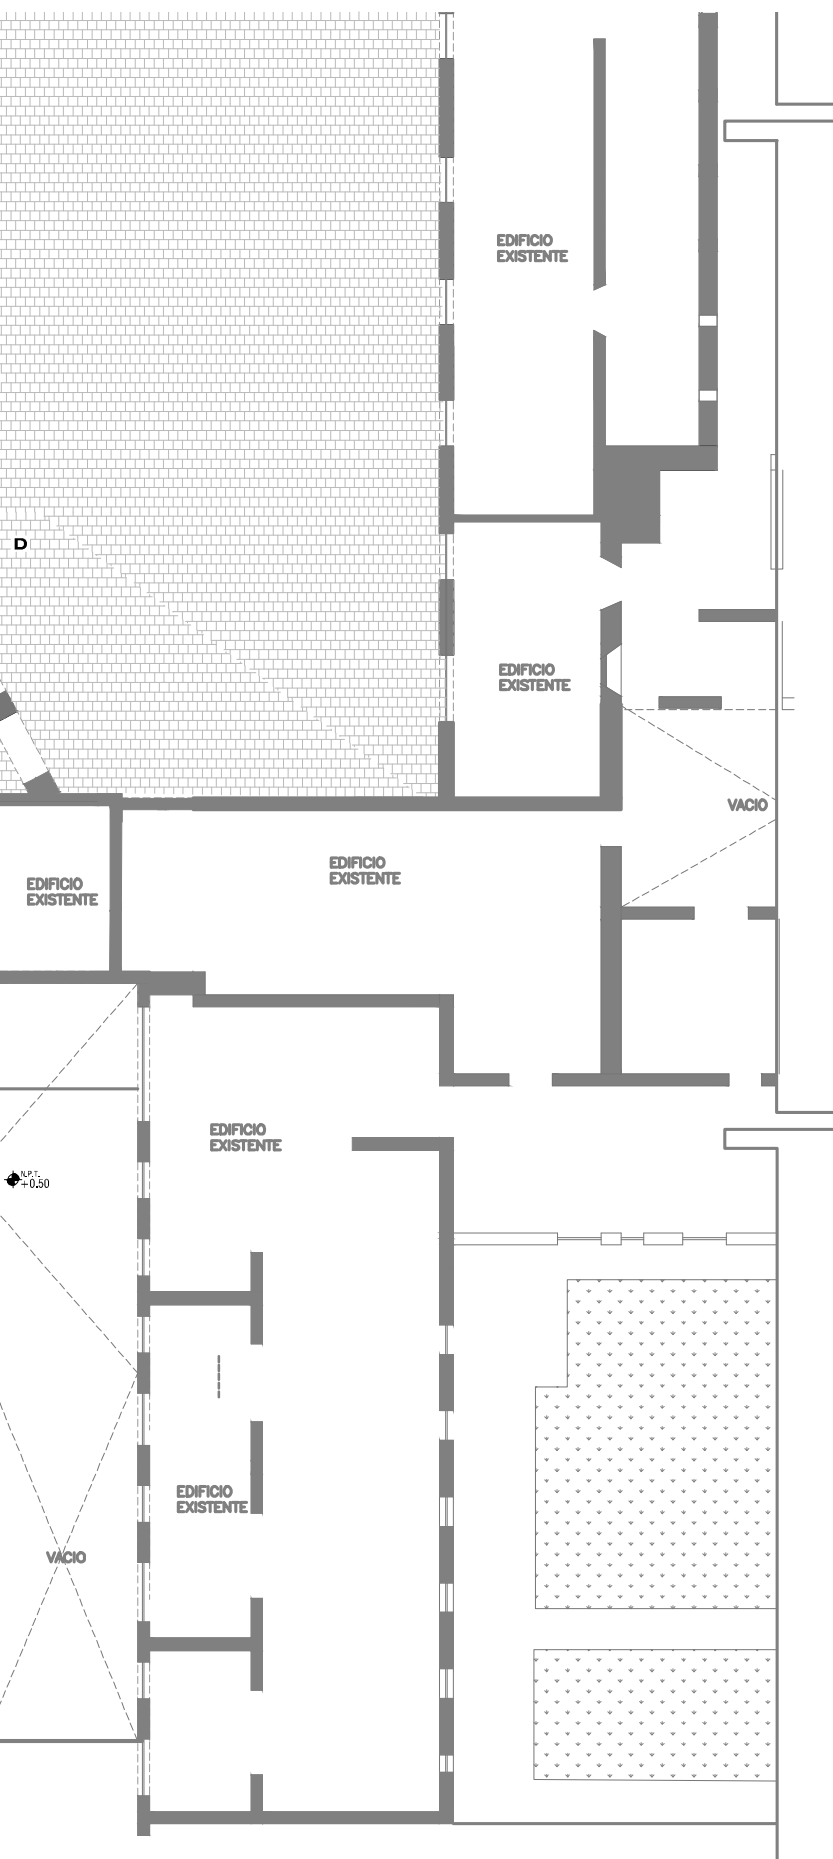 EDIFICIO
EXISTENTE
D
EDIFICIO
EXISTENTE
VACIO
EDIFICIO
EXISTENTE
EDIFICIO
EXISTENTE
EDIFICIO
EXISTENTE
N.P.T.
+0.50
EDIFICIO
EXISTENTE
VACIO